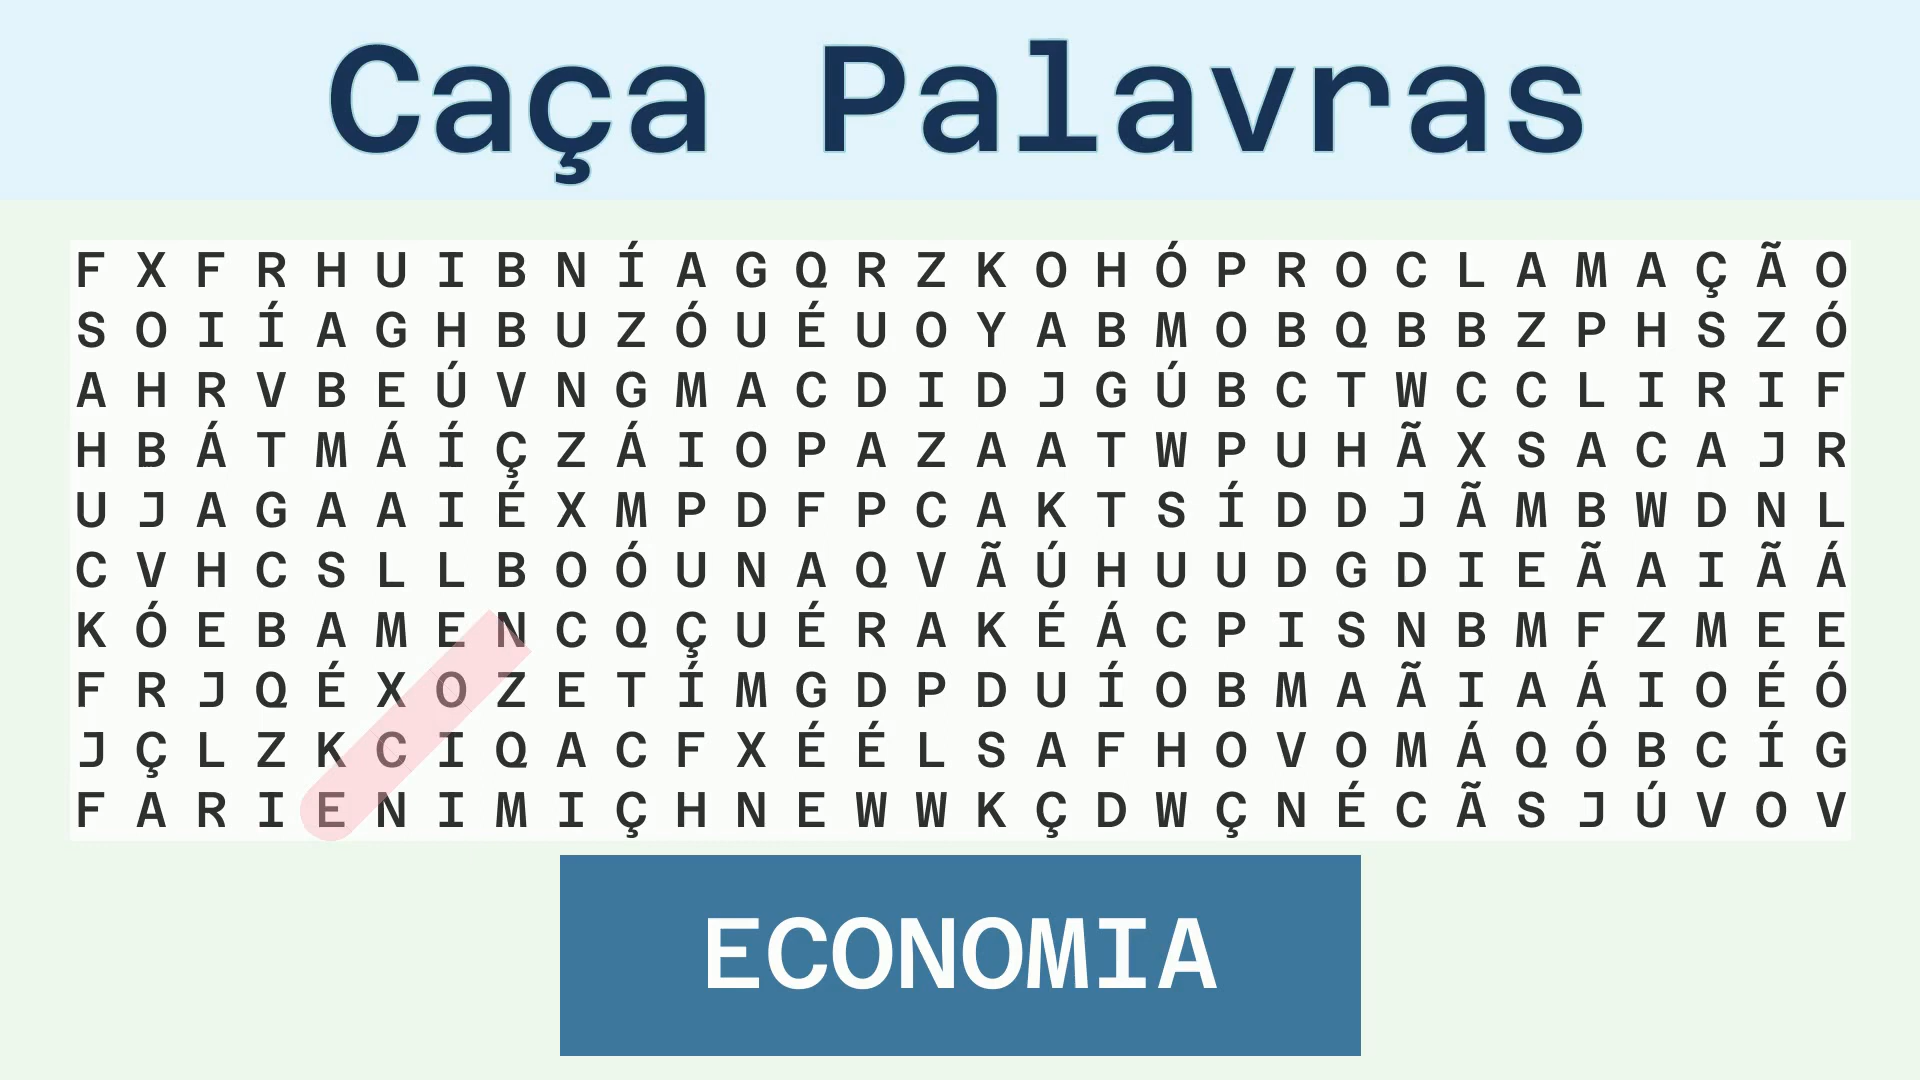 Caça Palavras
F X F R H U I B N Í A G Q R Z K O H Ó P R O C L A M A Ç Ã O
S O I Í A G H B U Z Ó U É U O Y A B M O B Q B B Z P H S Z Ó
A H R V B E Ú V N G M A C D I D J G Ú B C T W C C L I R I F
H B Á T M Á Í Ç Z Á I O P A Z A A T W P U H Ã X S A C A J R
U J A G A A I É X M P D F P C A K T S Í D D J Ã M B W D N L
C V H C S L L B O Ó U N A Q V Ã Ú H U U D G D I E Ã A I Ã Á
K Ó E B A M E N C Q Ç U É R A K É Á C P I S N B M F Z M E E
F R J Q É X O Z E T Í M G D P D U Í O B M A Ã I A Á I O É Ó
J Ç L Z K C I Q A C F X É É L S A F H O V O M Á Q Ó B C Í G
F A R I E N I M I Ç H N E W W K Ç D W Ç N É C Ã S J Ú V O V
ECONOMIA